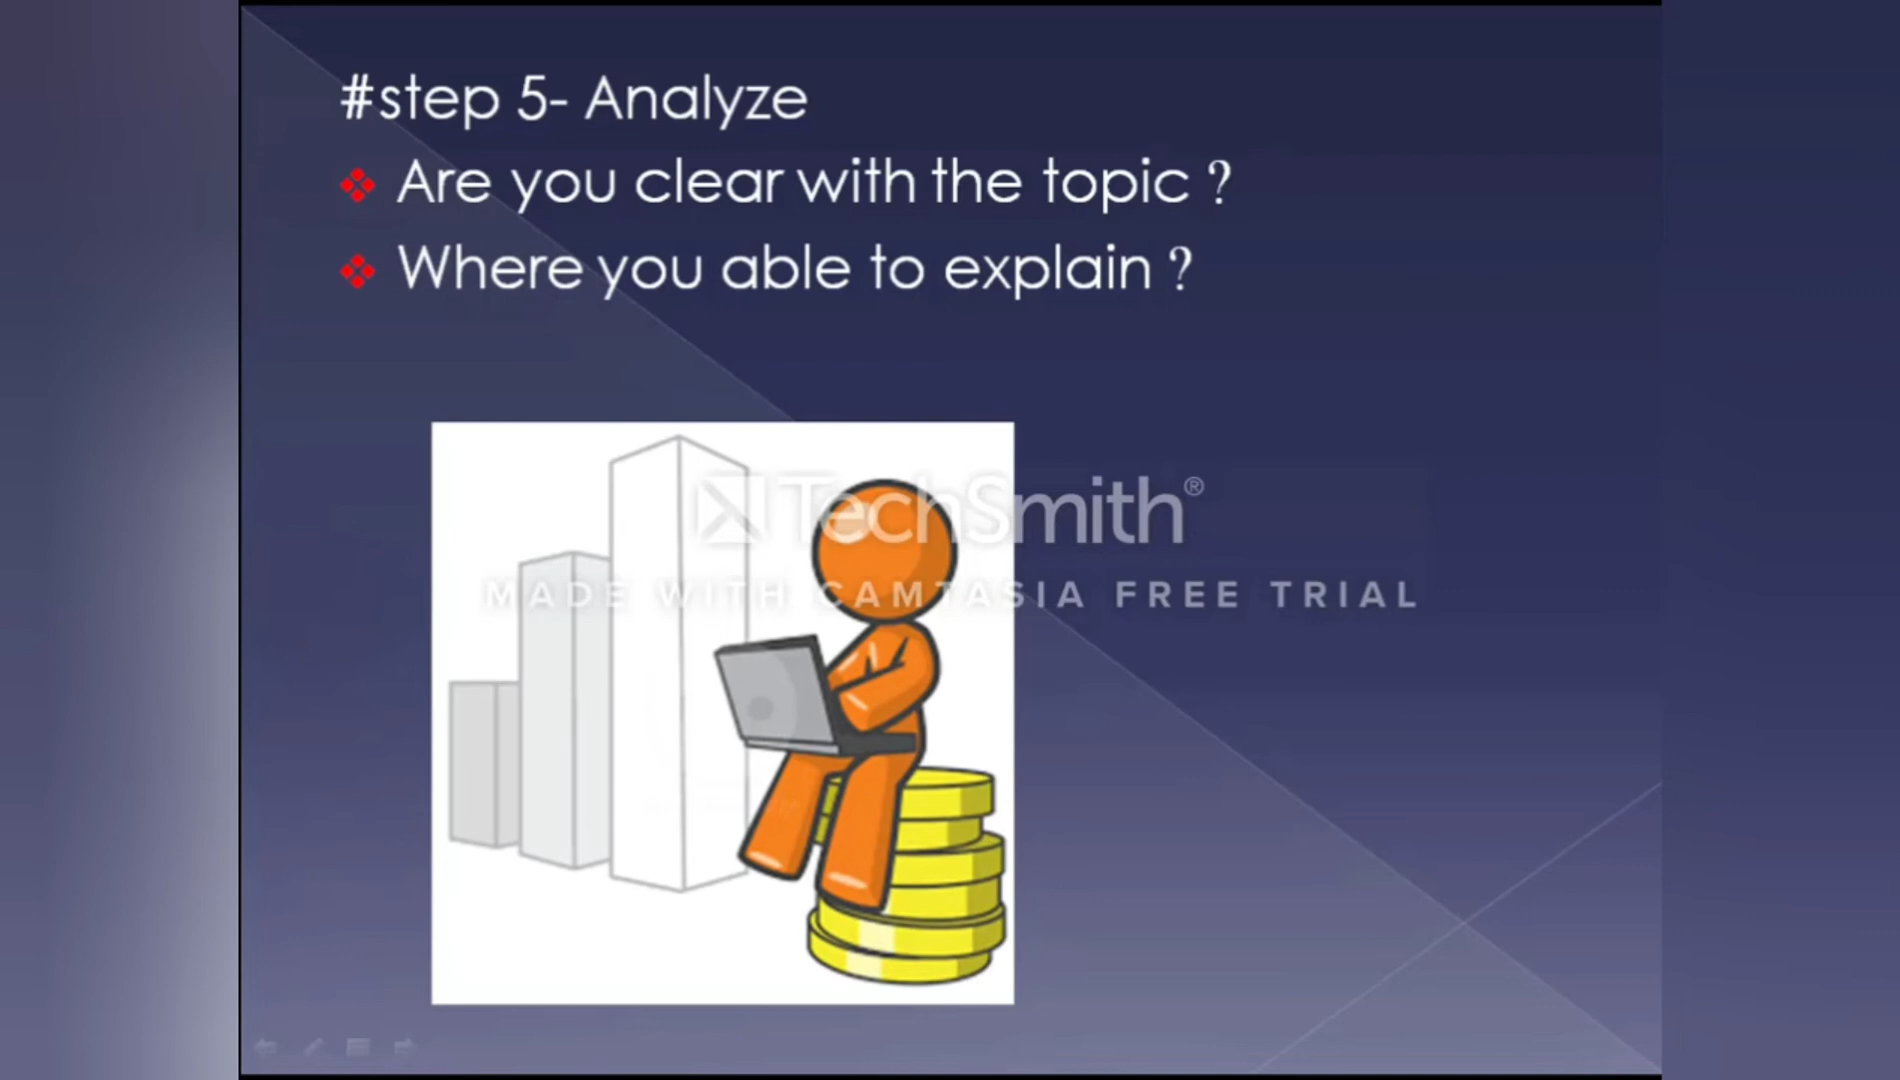 #step 5- Analyze
Are you clear with the topic ?
Where you able to explain ?
TechSmith®
MADE WITH CAMTASIA FREE TRIAL